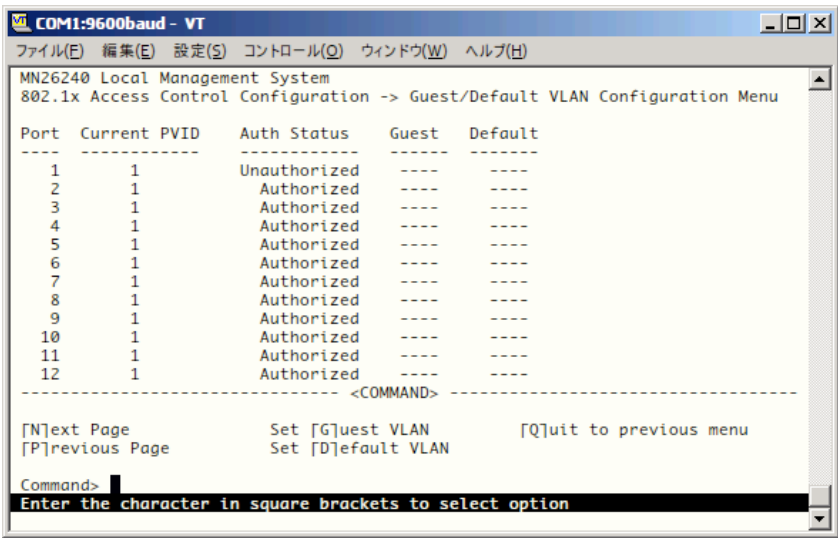 COM1:9600baud - VT
ファイル(F) 編集(E) 設定(S) コントロール(O) ウィンドウ(W) ヘルプ(H)
MN26240 Local Management System
802.1x Access Control Configuration -> Guest/Default VLAN Configuration Menu
Port Current PVID Auth Status Guest Default
---- ------------ ------------ ------ -------
1 1 Unauthorized ---- ----
2 1 Authorized ---- ----
3 1 Authorized ---- ----
4 1 Authorized ---- ----
5 1 Authorized ---- ----
6 1 Authorized ---- ----
7 1 Authorized ---- ----
8 1 Authorized ---- ----
9 1 Authorized ---- ----
10 1 Authorized ---- ----
11 1 Authorized ---- ----
12 1 Authorized ---- ----
-------------------------------- <COMMAND> -----------------------------------
[N]ext Page Set [G]uest VLAN [Q]uit to previous menu
[P]revious Page Set [D]efault VLAN
Command>
Enter the character in square brackets to select option